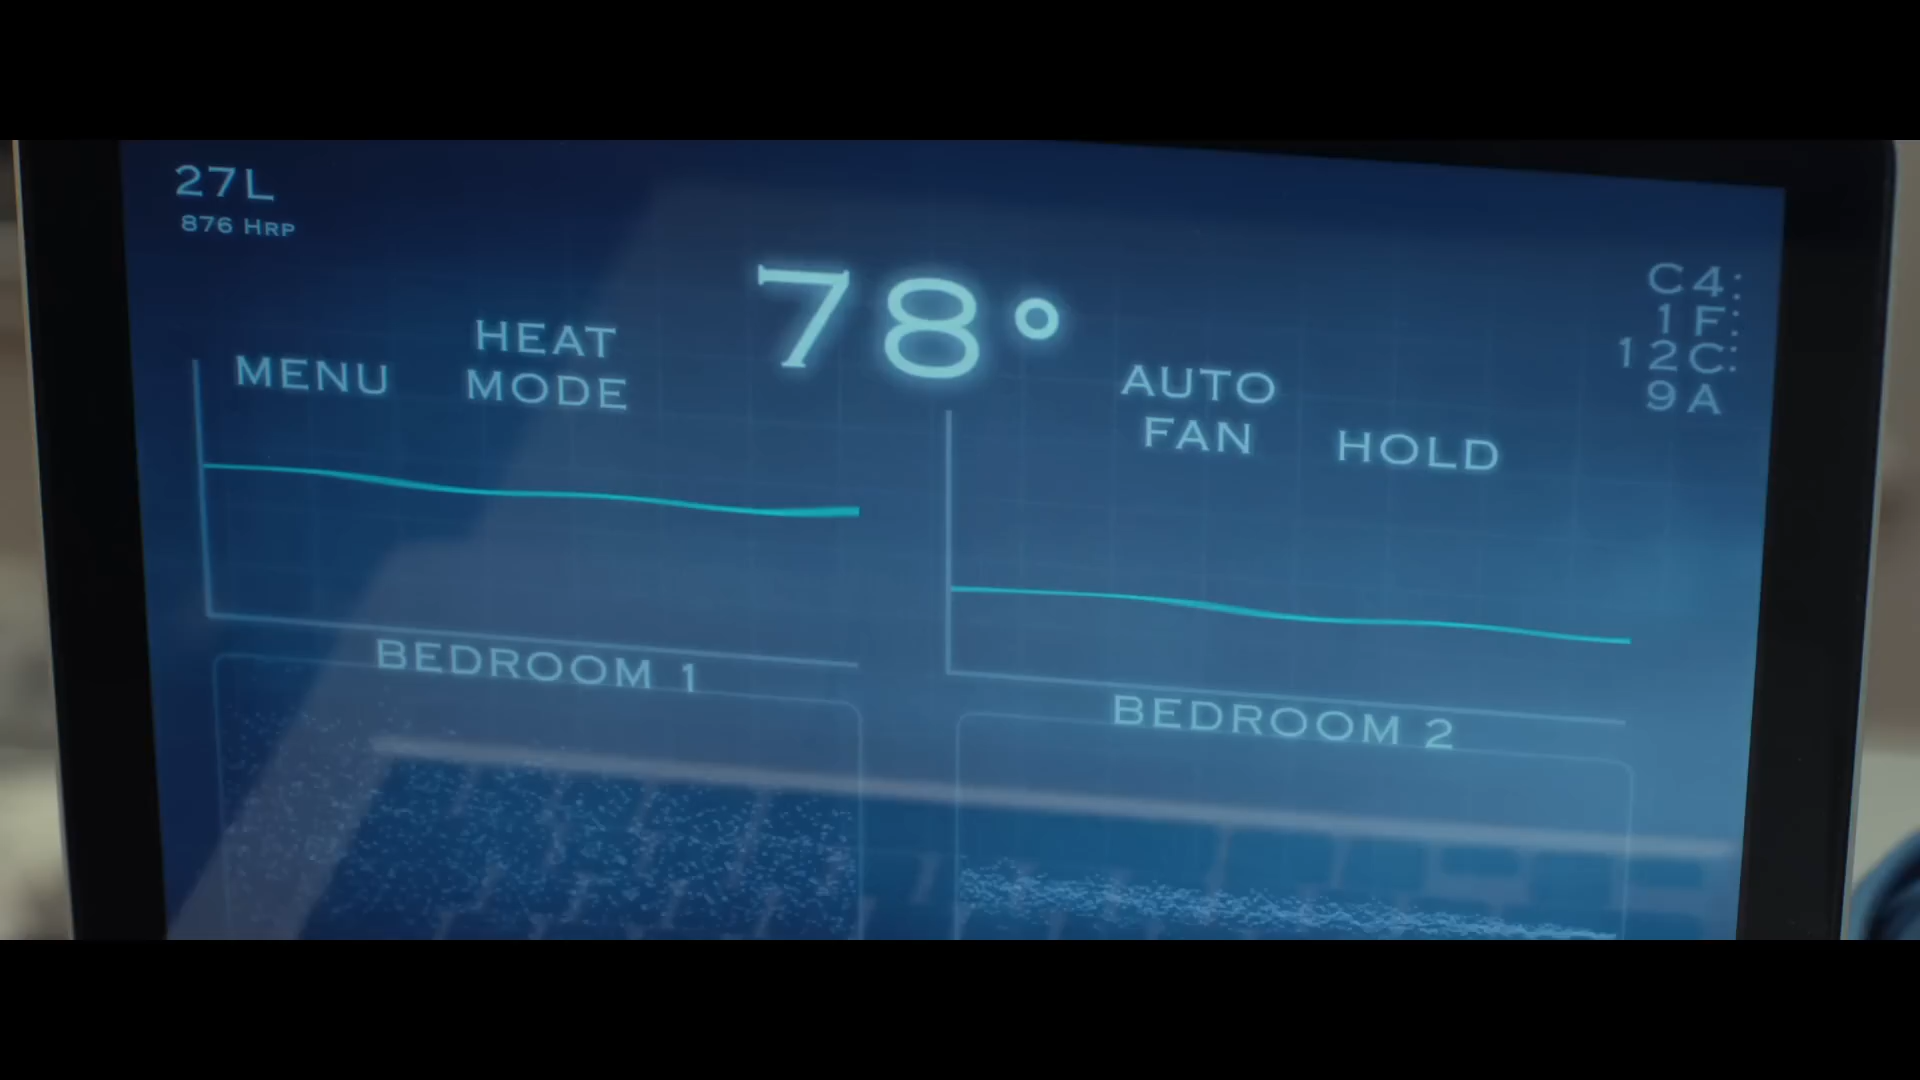 27L
876 HRP
78°
MENU
HEAT
MODE
AUTO
FAN
HOLD
C4:
1F:
12C:
9A
BEDROOM 1
BEDROOM 2